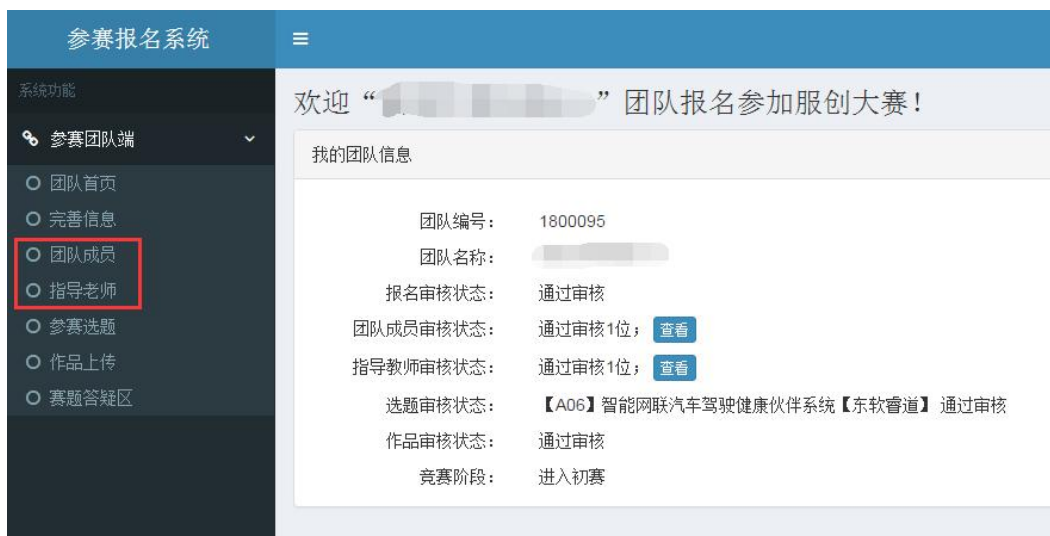 参赛报名系统
系统功能
参赛团队端
团队首页
完善信息
团队成员
指导老师
参赛选题
作品上传
赛题答疑区
欢迎“ ”团队报名参加服创大赛!
我的团队信息
团队编号: 1800095
团队名称:
报名审核状态: 通过审核
团队成员审核状态: 通过审核1位; 查看
指导教师审核状态: 通过审核1位; 查看
选题审核状态: 【A06】智能网联汽车驾驶健康伙伴系统【东软睿道】 通过审核
作品审核状态: 通过审核
竞赛阶段: 进入初赛